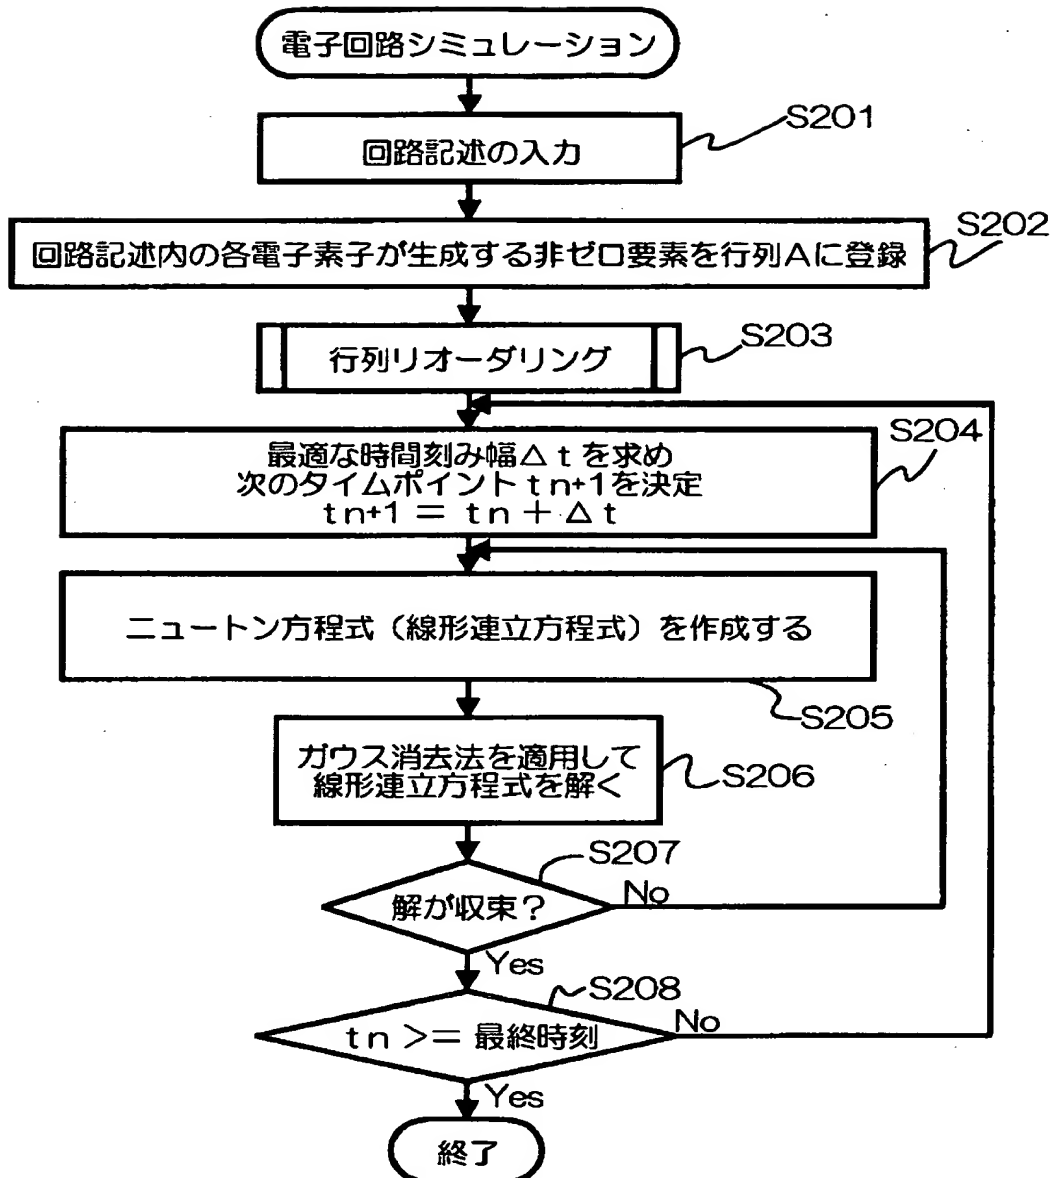 電子回路シミュレーション
S201
回路記述の入力
S202
回路記述内の各電子素子が生成する非ゼロ要素を行列Aに登録
S203
行列リオーダリング
S204
最適な時間刻み幅△tを求め
次のタイムポイントtn+1を決定
tn+1 = tn + △t
ニュートン方程式（線形連立方程式）を作成する
S205
ガウス消去法を適用して
線形連立方程式を解く
S206
S207
解が収束？
No
Yes
S208
tn >= 最終時刻
No
Yes
終了